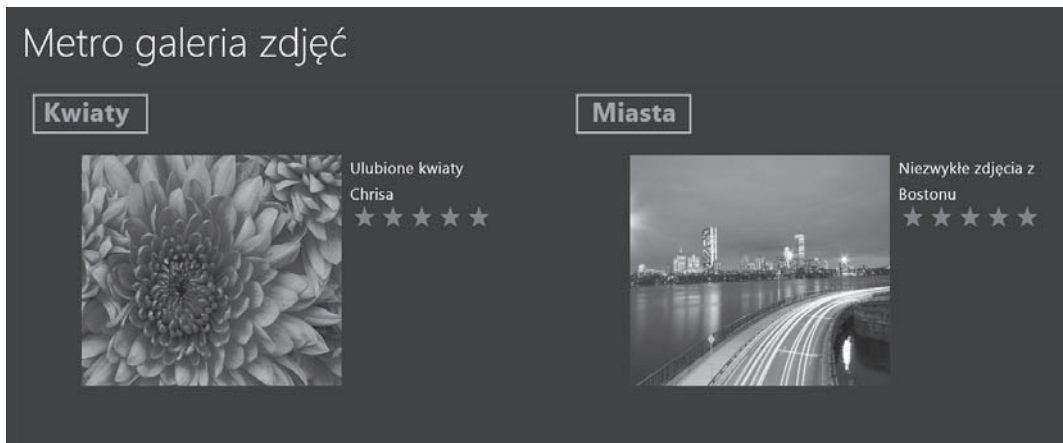 Metro galeria zdjęć
Kwiaty
Ulubione kwiaty
Chrisa
Miasta
Niezwykłe zdjęcia z
Bostonu